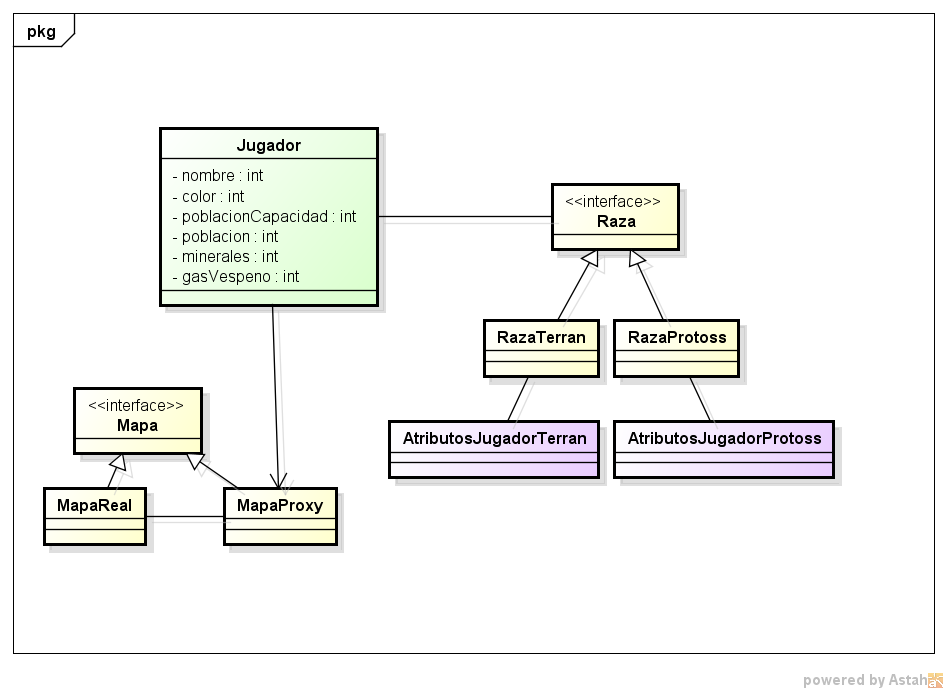 pkg
Jugador
- nombre : int
- color : int
- poblacionCapacidad : int
- poblacion : int
- minerales : int
- gasVespeno : int
<<interface>>
Raza
RazaTerran
RazaProtoss
AtributosJugadorTerran
AtributosJugadorProtoss
<<interface>>
Mapa
MapaReal
MapaProxy
powered by Astah